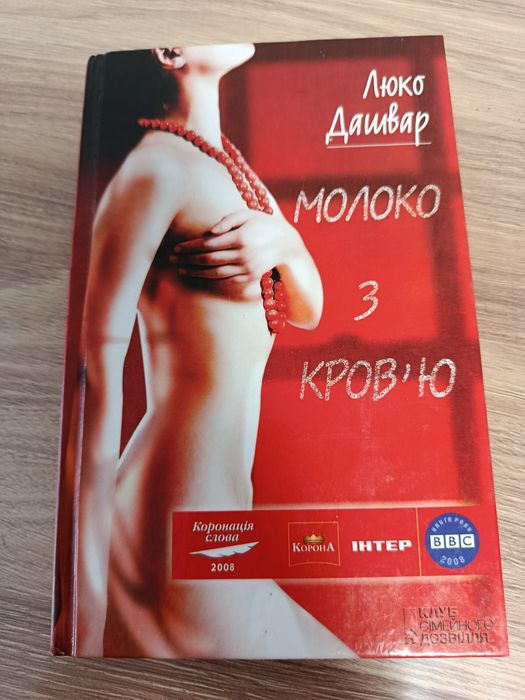 Люко
Дашвар
МОЛОКО
З
КРОВ'Ю
Коронація
слова
2008
КОРОНА
ІНТЕР
КНИГА РОКУ
BBC
2008
КЛУБ
СІМЕЙНОГО
ДОЗВІЛЛЯ